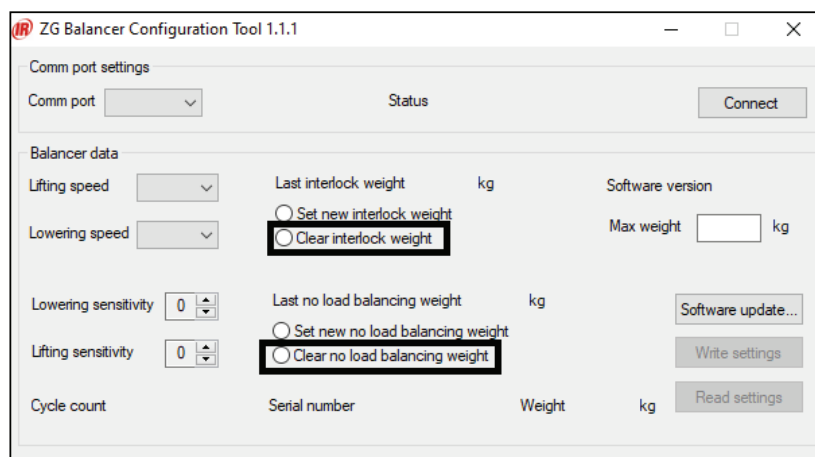 IR ZG Balancer Configuration Tool 1.1.1
Comm port settings
Comm port Status Connect
Balancer data
Lifting speed Last interlock weight kg Software version
Set new interlock weight
Lowering speed Clear interlock weight Max weight kg
Lowering sensitivity 0 Last no load balancing weight kg Software update...
Set new no load balancing weight
Lifting sensitivity 0 Clear no load balancing weight Write settings
Cycle count Serial number Weight kg Read settings